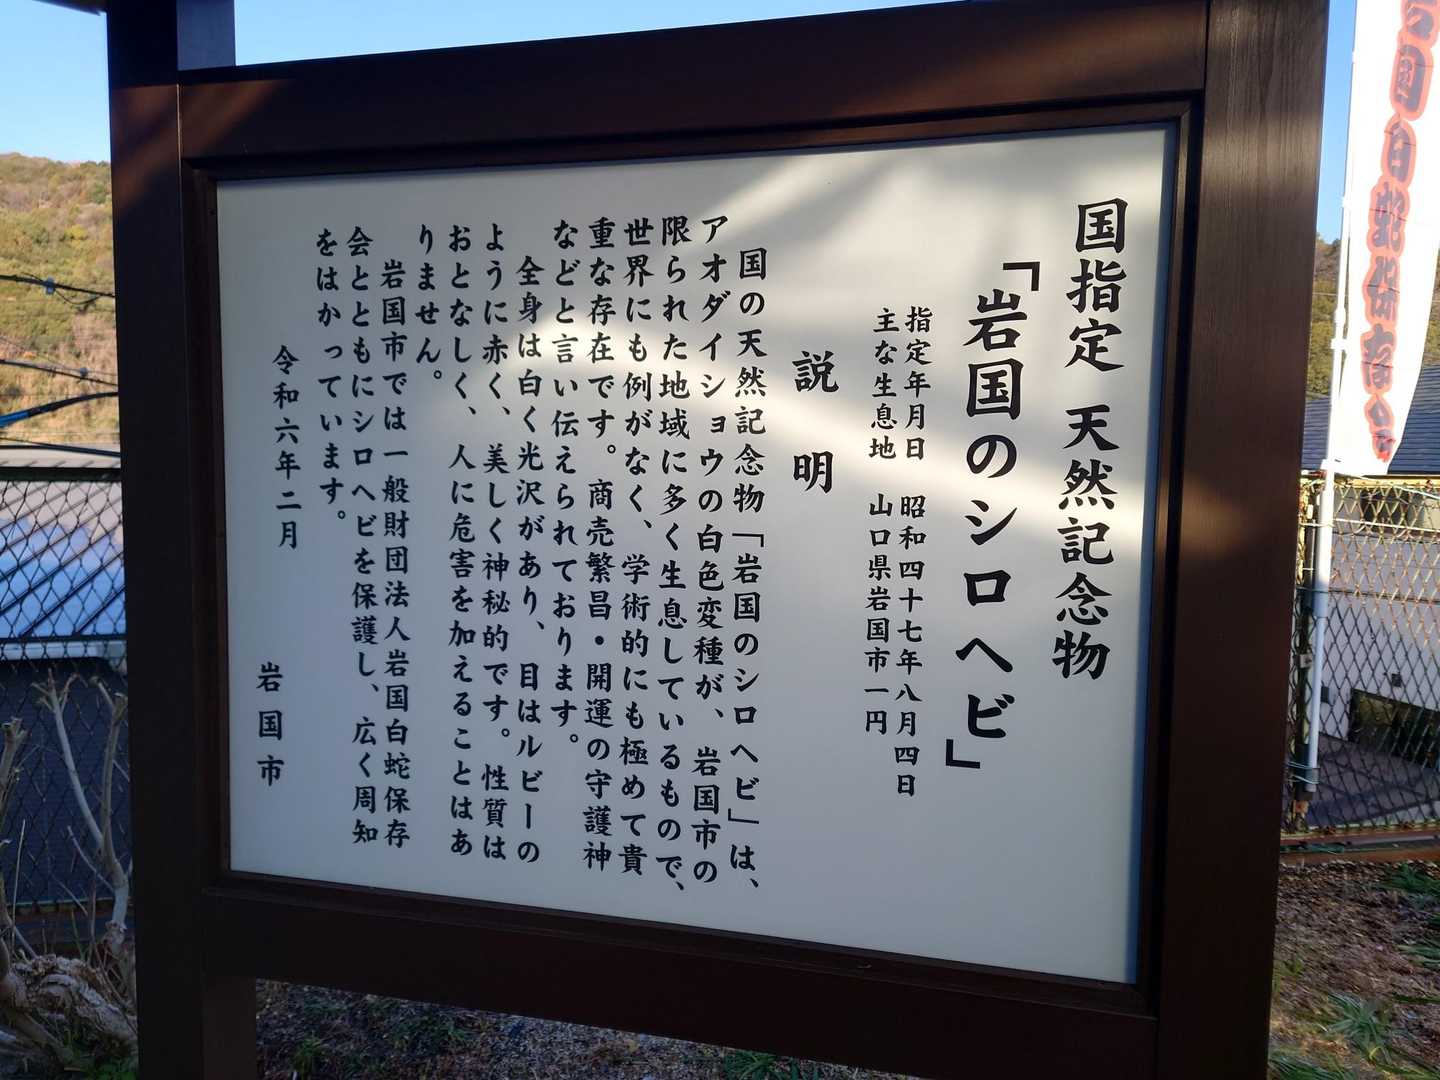 国指定 天然記念物
「岩国のシロヘビ」
指定年月日 昭和四十七年八月四日
主な生息地 山口県岩国市一円
説明
国の天然記念物「岩国のシロヘビ」は、
アオダイショウの白色変種が、岩国市の
限られた地域に多く生息しているもので、
世界にも例がなく、学術的にも極めて貴
重な存在です。商売繁昌・開運の守護神
などと言い伝えられております。
全身は白く光沢があり、目はルビーの
ように赤く、美しく神秘的です。性質は
おとなしく、人に危害を加えることはあ
りません。
岩国市では一般財団法人岩国白蛇保存
会とともにシロヘビを保護し、広く周知
をはかっています。
令和六年二月
岩国市
国白蛇保存会